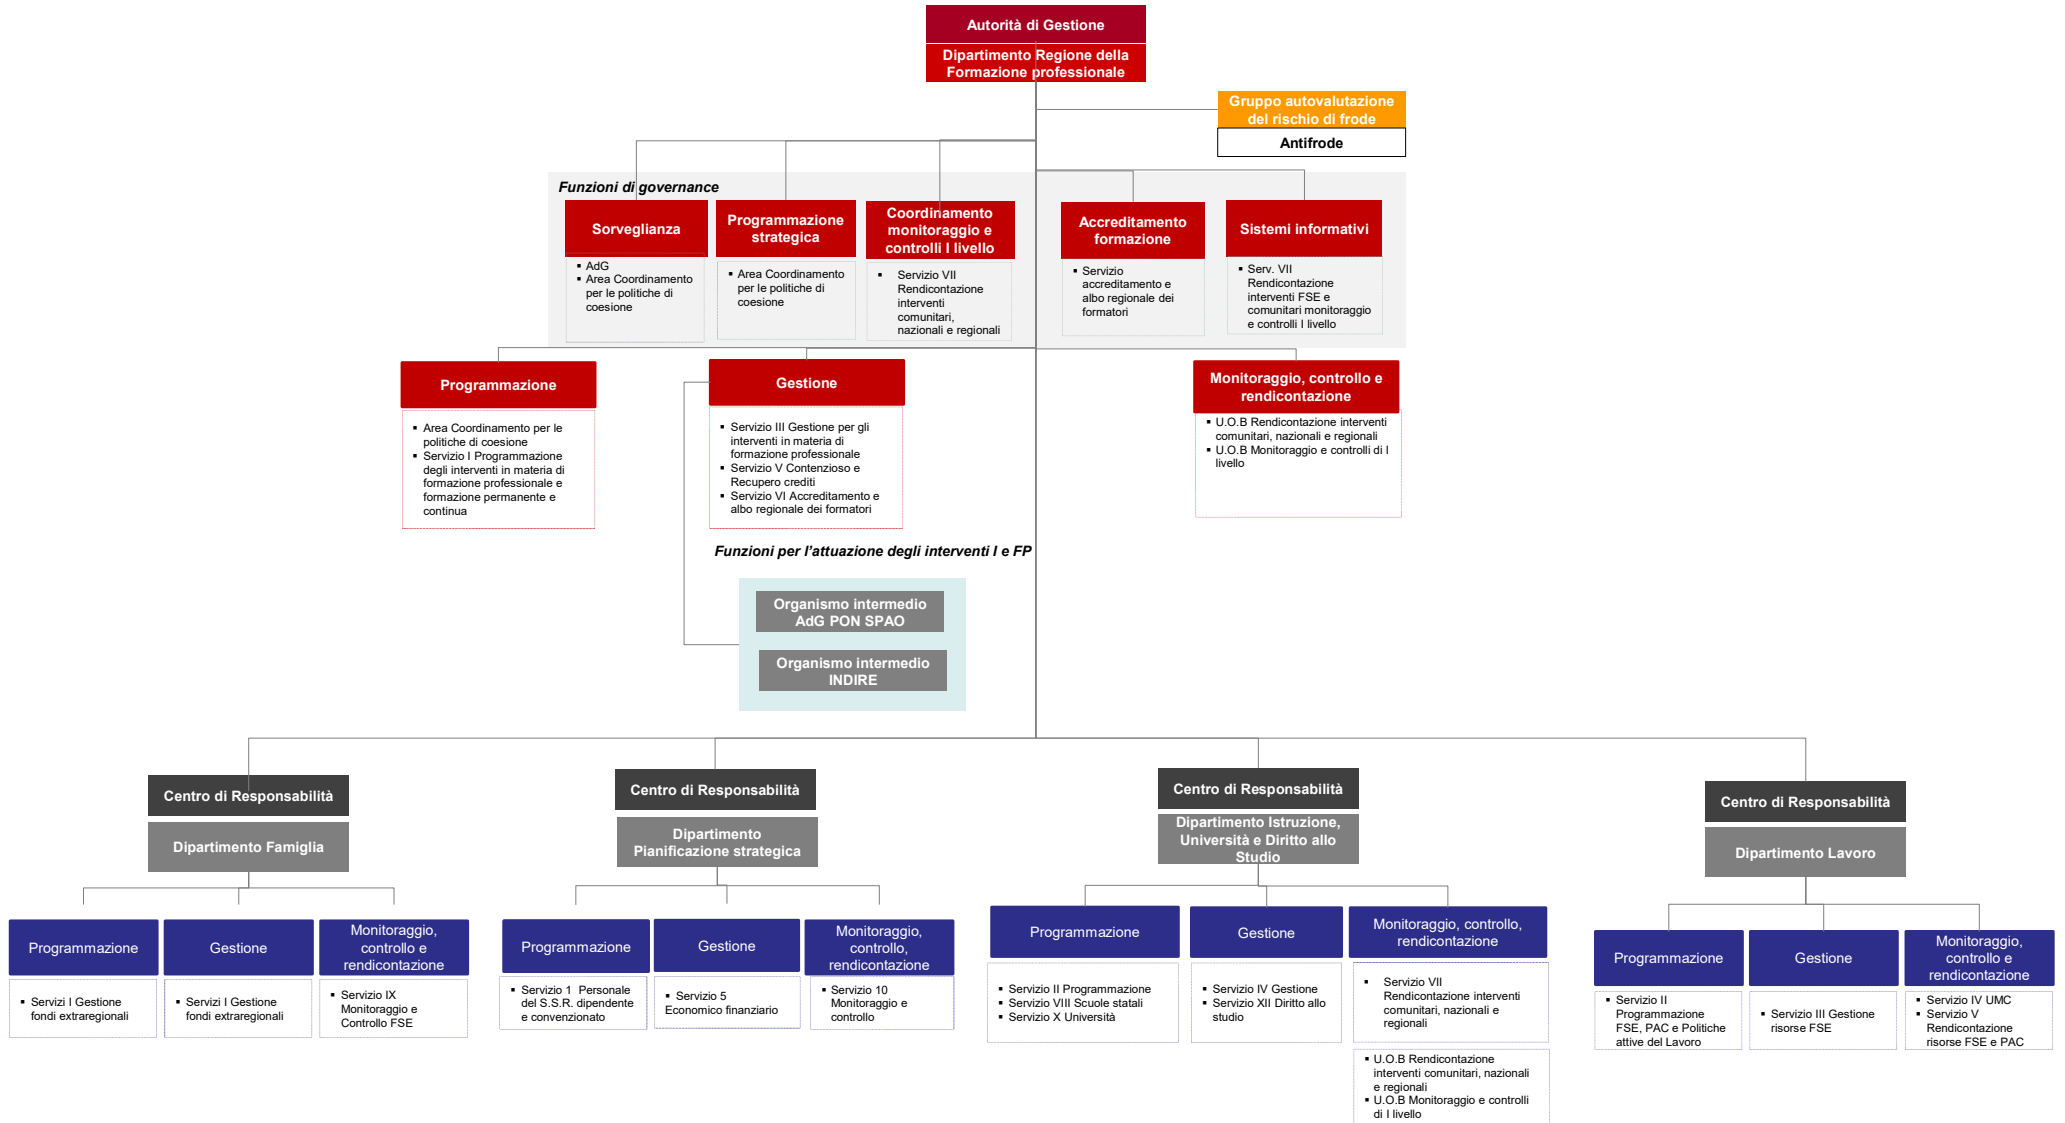 Autorità di Gestione
Dipartimento Regione della
Formazione professionale
Gruppo autovalutazione
del rischio di frode
Antifrode
Funzioni di governance
Sorveglianza
▪ AdG
▪ Area Coordinamento
per le politiche di
coesione
Programmazione
strategica
▪ Area Coordinamento
per le politiche di
coesione
Coordinamento
monitoraggio e
controlli I livello
▪ Servizio VII
Rendicontazione
interventi
comunitari,
nazionali e regionali
Accreditamento
formazione
▪ Servizio
accreditamento e
albo regionale dei
formatori
Sistemi informativi
▪ Serv. VII
Rendicontazione
interventi FSE e
comunitari monitoraggio
e controlli I livello
Programmazione
▪ Area Coordinamento per le
politiche di coesione
▪ Servizio I Programmazione
degli interventi in materia di
formazione professionale e
formazione permanente e
continua
Gestione
▪ Servizio III Gestione per gli
interventi in materia di
formazione professionale
▪ Servizio V Contenzioso e
Recupero crediti
▪ Servizio VI Accreditamento e
albo regionale dei formatori
Monitoraggio, controllo e
rendicontazione
▪ U.O.B Rendicontazione interventi
comunitari, nazionali e regionali
▪ U.O.B Monitoraggio e controlli di I
livello
Funzioni per l'attuazione degli interventi I e FP
Organismo intermedio
AdG PON SPAO
Organismo intermedio
INDIRE
Centro di Responsabilità
Dipartimento Famiglia
Programmazione
▪ Servizi I Gestione
fondi extraregionali
Gestione
▪ Servizi I Gestione
fondi extraregionali
Monitoraggio,
controllo e
rendicontazione
▪ Servizio IX
Monitoraggio e
Controllo FSE
Centro di Responsabilità
Dipartimento
Pianificazione strategica
Programmazione
▪ Servizio 1 Personale
del S.S.R. dipendente
e convenzionato
Gestione
▪ Servizio 5
Economico finanziario
Monitoraggio,
controllo,
rendicontazione
▪ Servizio 10
Monitoraggio e
controllo
Centro di Responsabilità
Dipartimento Istruzione,
Università e Diritto allo
Studio
Programmazione
▪ Servizio II Programmazione
▪ Servizio VIII Scuole statali
▪ Servizio X Università
Gestione
▪ Servizio IV Gestione
▪ Servizio XII Diritto allo
studio
Monitoraggio, controllo,
rendicontazione
▪ Servizio VII
Rendicontazione interventi
comunitari, nazionali e
regionali
▪ U.O.B Rendicontazione
interventi comunitari, nazionali
e regionali
▪ U.O.B Monitoraggio e controlli
di I livello
Centro di Responsabilità
Dipartimento Lavoro
Programmazione
▪ Servizio II
Programmazione
FSE, PAC e Politiche
attive del Lavoro
Gestione
▪ Servizio III Gestione
risorse FSE
Monitoraggio,
controllo e
rendicontazione
▪ Servizio IV UMC
▪ Servizio V
Rendicontazione
risorse FSE e PAC